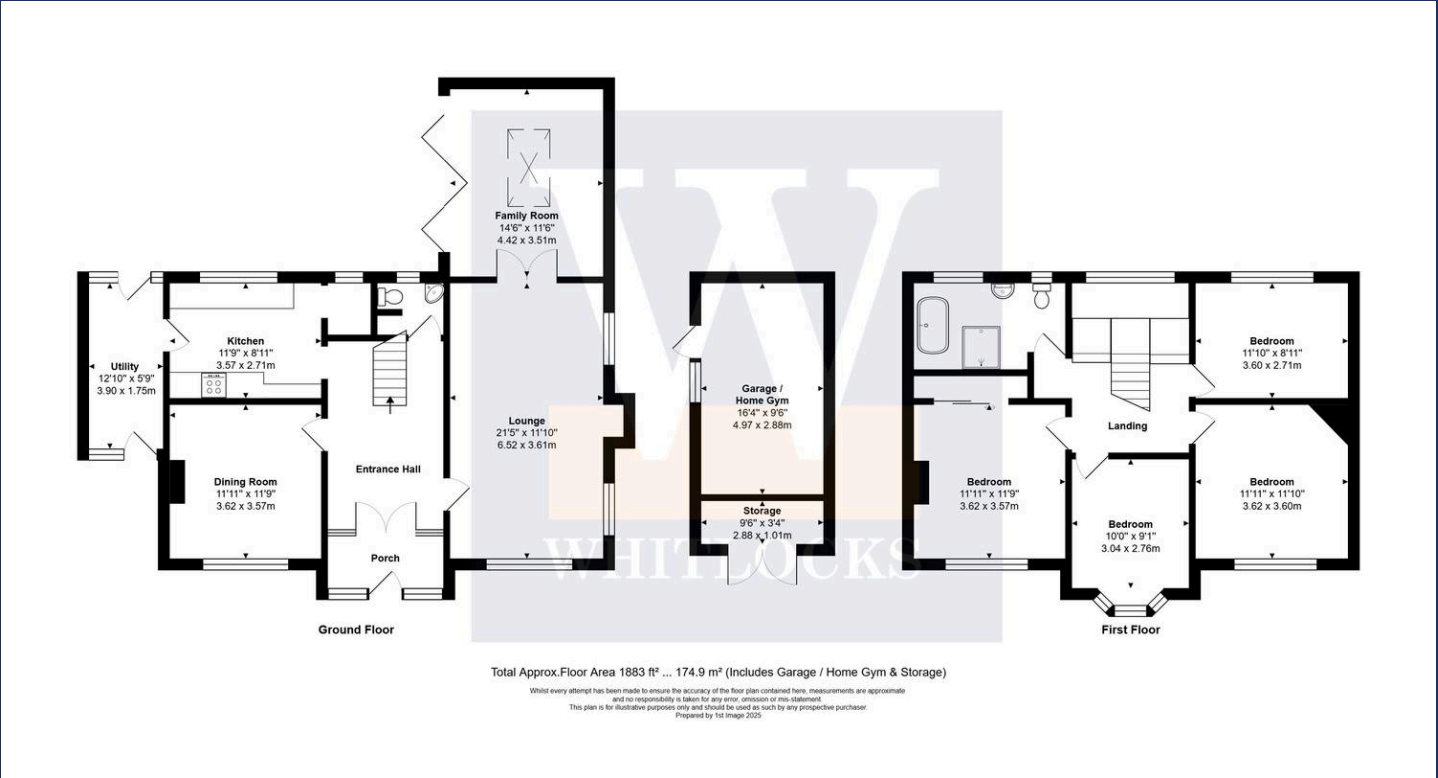 Family Room
14'6" x 11'6"
4.42 x 3.51m
Kitchen
11'9" x 8'11"
3.57 x 2.71m
Utility
12'10" x 5'9"
3.90 x 1.75m
Lounge
21'5" x 11'10"
6.52 x 3.61m
Entrance Hall
Dining Room
11'11" x 11'9"
3.62 x 3.57m
Porch
Ground Floor
Garage /
Home Gym
16'4" x 9'6"
4.97 x 2.88m
Storage
9'6" x 3'4"
2.88 x 1.01m
W
WHITLOCKS
Bedroom
11'10" x 8'11"
3.60 x 2.71m
Landing
Bedroom
11'11" x 11'9"
3.62 x 3.57m
Bedroom
11'11" x 11'10"
3.62 x 3.60m
Bedroom
10'0" x 9'1"
3.04 x 2.76m
First Floor
Total Approx.Floor Area 1883 ft² ... 174.9 m² (Includes Garage / Home Gym & Storage)
Whilst every attempt has been made to ensure the accuracy of the floor plan contained here, measurements are approximate
and no responsibility is taken for any error, omission or mis-statement.
This plan is for illustrative purposes only and should be used as such by any prospective purchaser.
Prepared by 1st Image 2025